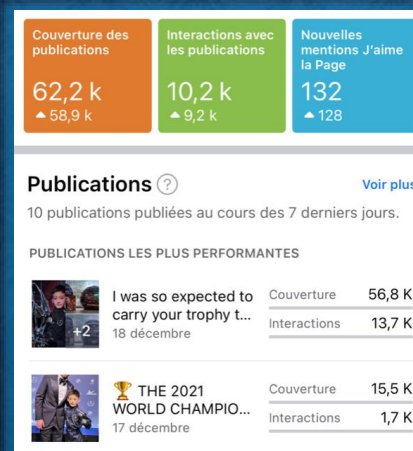 Couverture des
publications
62,2 k
▲ 58,9 k
Interactions avec
les publications
10,2 k
▲ 9,2 k
Nouvelles
mentions J'aime
la Page
132
▲ 128
Publications ?
Voir plus
10 publications publiées au cours des 7 derniers jours.
PUBLICATIONS LES PLUS PERFORMANTES
+2
I was so expected to
carry your trophy t...
18 décembre
Couverture 56,8 K
Interactions 13,7 K
🏆 THE 2021
WORLD CHAMPIO...
17 décembre
Couverture 15,5 K
Interactions 1,7 K